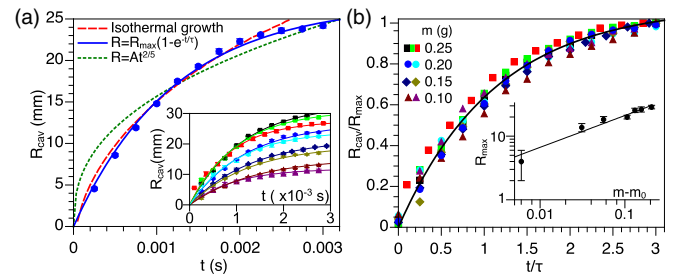 (a)
25
20
15
10
5
0
R_cav (mm)
Isothermal growth
R=R_max(1-e^-t/τ)
R=At^2/5
30
20
10
0
R_cav(mm)
0
1
2
3
t ( x10^-3 s)
0
0.001
0.002
0.003
t (s)
(b)
1
0.8
0.6
0.4
0.2
0
R_cav/R_max
m (g)
0.25
0.20
0.15
0.10
10
1
R_max
m-m_0
0.01
0.1
0
0.5
1.0
1.5
2
2.5
3
t/τ